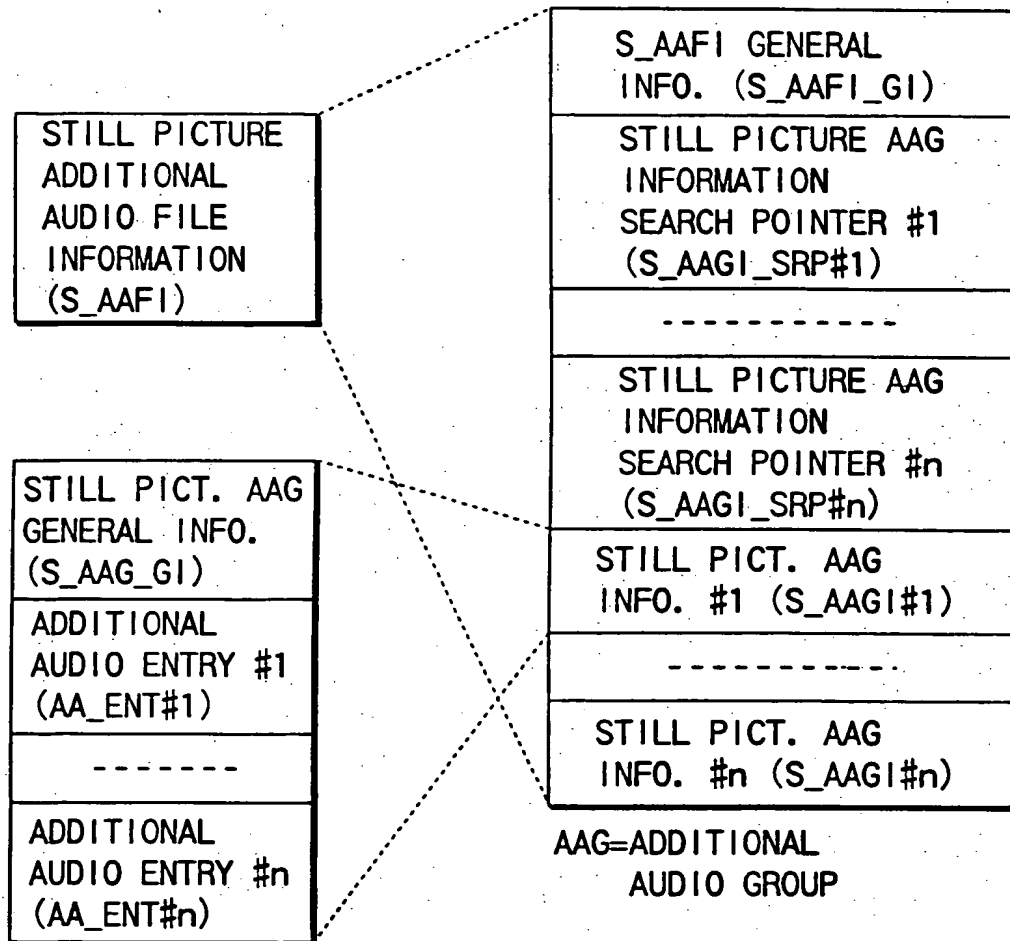 STILL PICTURE
ADDITIONAL
AUDIO FILE
INFORMATION
(S_AAFI)
S_AAFI GENERAL
INFO. (S_AAFI_GI)
STILL PICTURE AAG
INFORMATION
SEARCH POINTER #1
(S_AAGI_SRP#1)
STILL PICTURE AAG
INFORMATION
SEARCH POINTER #n
(S_AAGI_SRP#n)
STILL PICT. AAG
INFO. #1 (S_AAGI#1)
STILL PICT. AAG
INFO. #n (S_AAGI#n)
STILL PICT. AAG
GENERAL INFO.
(S_AAG_GI)
ADDITIONAL
AUDIO ENTRY #1
(AA_ENT#1)
ADDITIONAL
AUDIO ENTRY #n
(AA_ENT#n)
AAG=ADDITIONAL
AUDIO GROUP